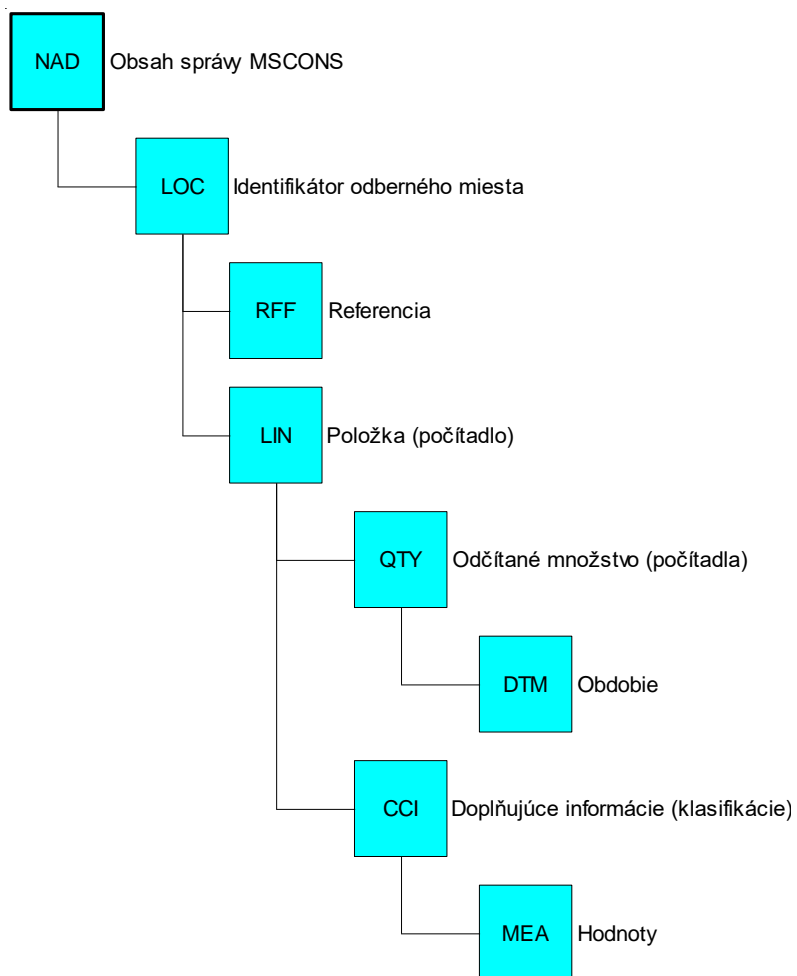 NAD Obsah správy MSCONS
LOC Identifikátor odberného miesta
RFF Referencia
LIN Položka (počítadlo)
QTY Odčítané množstvo (počítadla)
DTM Obdobie
CCI Doplňujúce informácie (klasifikácie)
MEA Hodnoty